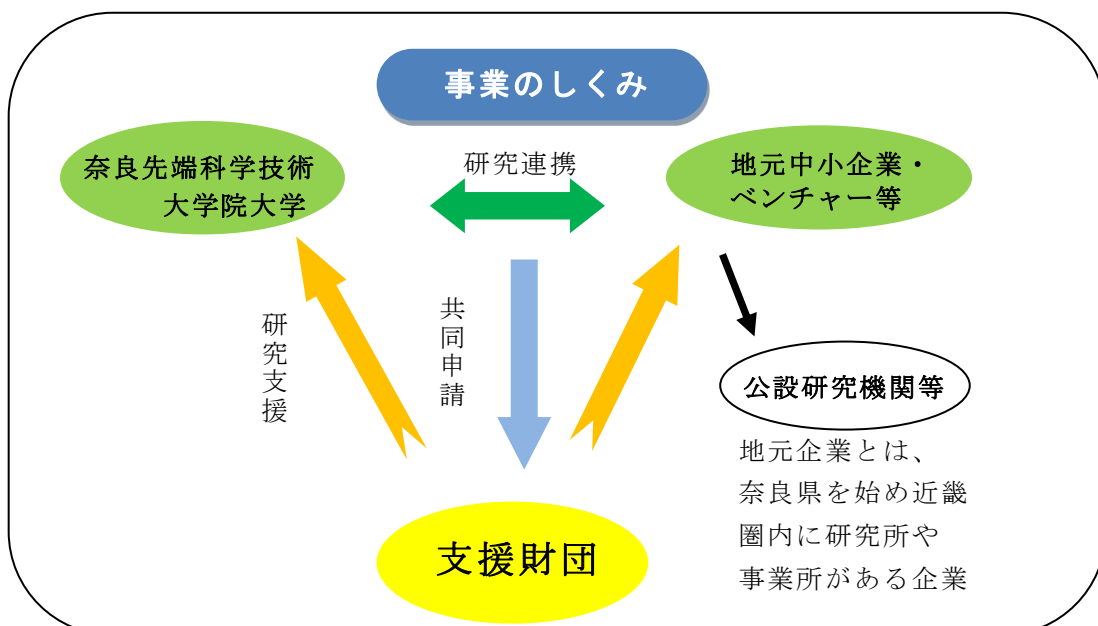 事業のしくみ
奈良先端科学技術
大学院大学
研究連携
地元中小企業・
ベンチャー等
研究支援
共同申請
公設研究機関等
地元企業とは、
奈良県を始め近畿
圏内に研究所や
事業所がある企業
支援財団